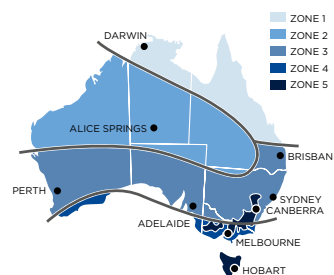 ZONE 1
DARWIN
ZONE 2
ZONE 3
ZONE 4
ZONE 5
ALICE SPRINGS
BRISBAN
PERTH
SYDNEY
CANBERRA
ADELAIDE
MELBOURNE
HOBART